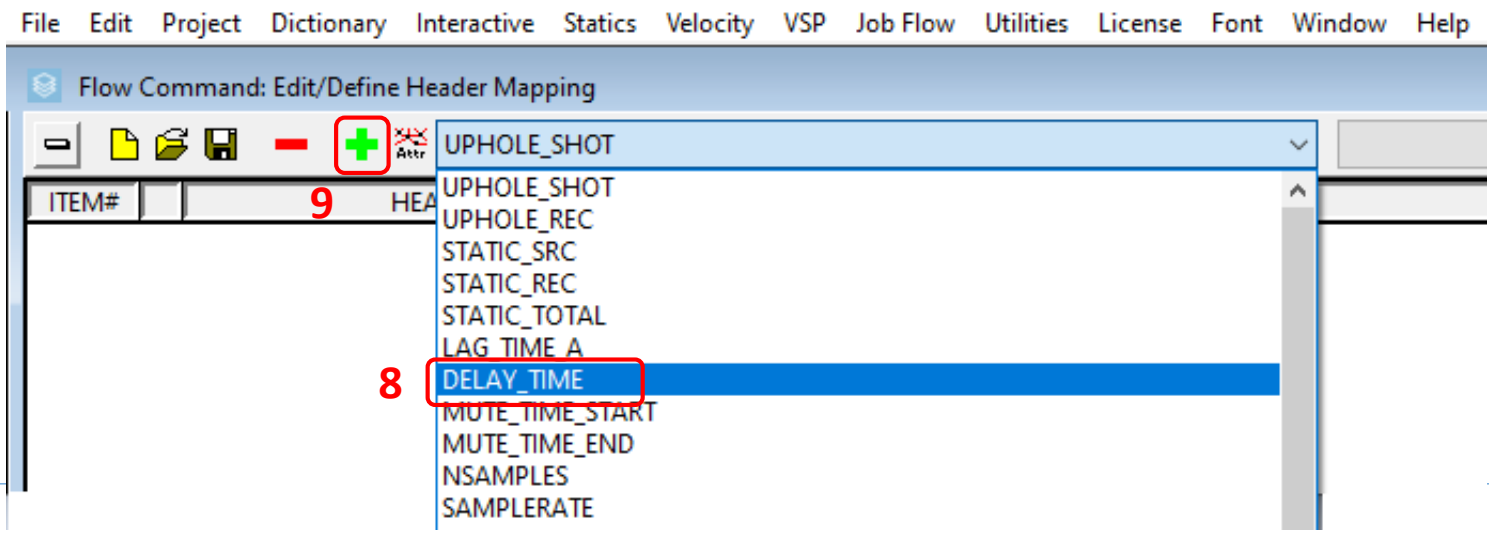 File Edit Project Dictionary Interactive Statics Velocity VSP Job Flow Utilities License Font Window Help
Flow Command: Edit/Define Header Mapping
Attr UPHOLE_SHOT
ITEM# 9 HEA
UPHOLE_SHOT
UPHOLE_REC
STATIC_SRC
STATIC_REC
STATIC_TOTAL
LAG_TIME_A
8 DELAY_TIME
MUTE_TIME_START
MUTE_TIME_END
NSAMPLES
SAMPLERATE